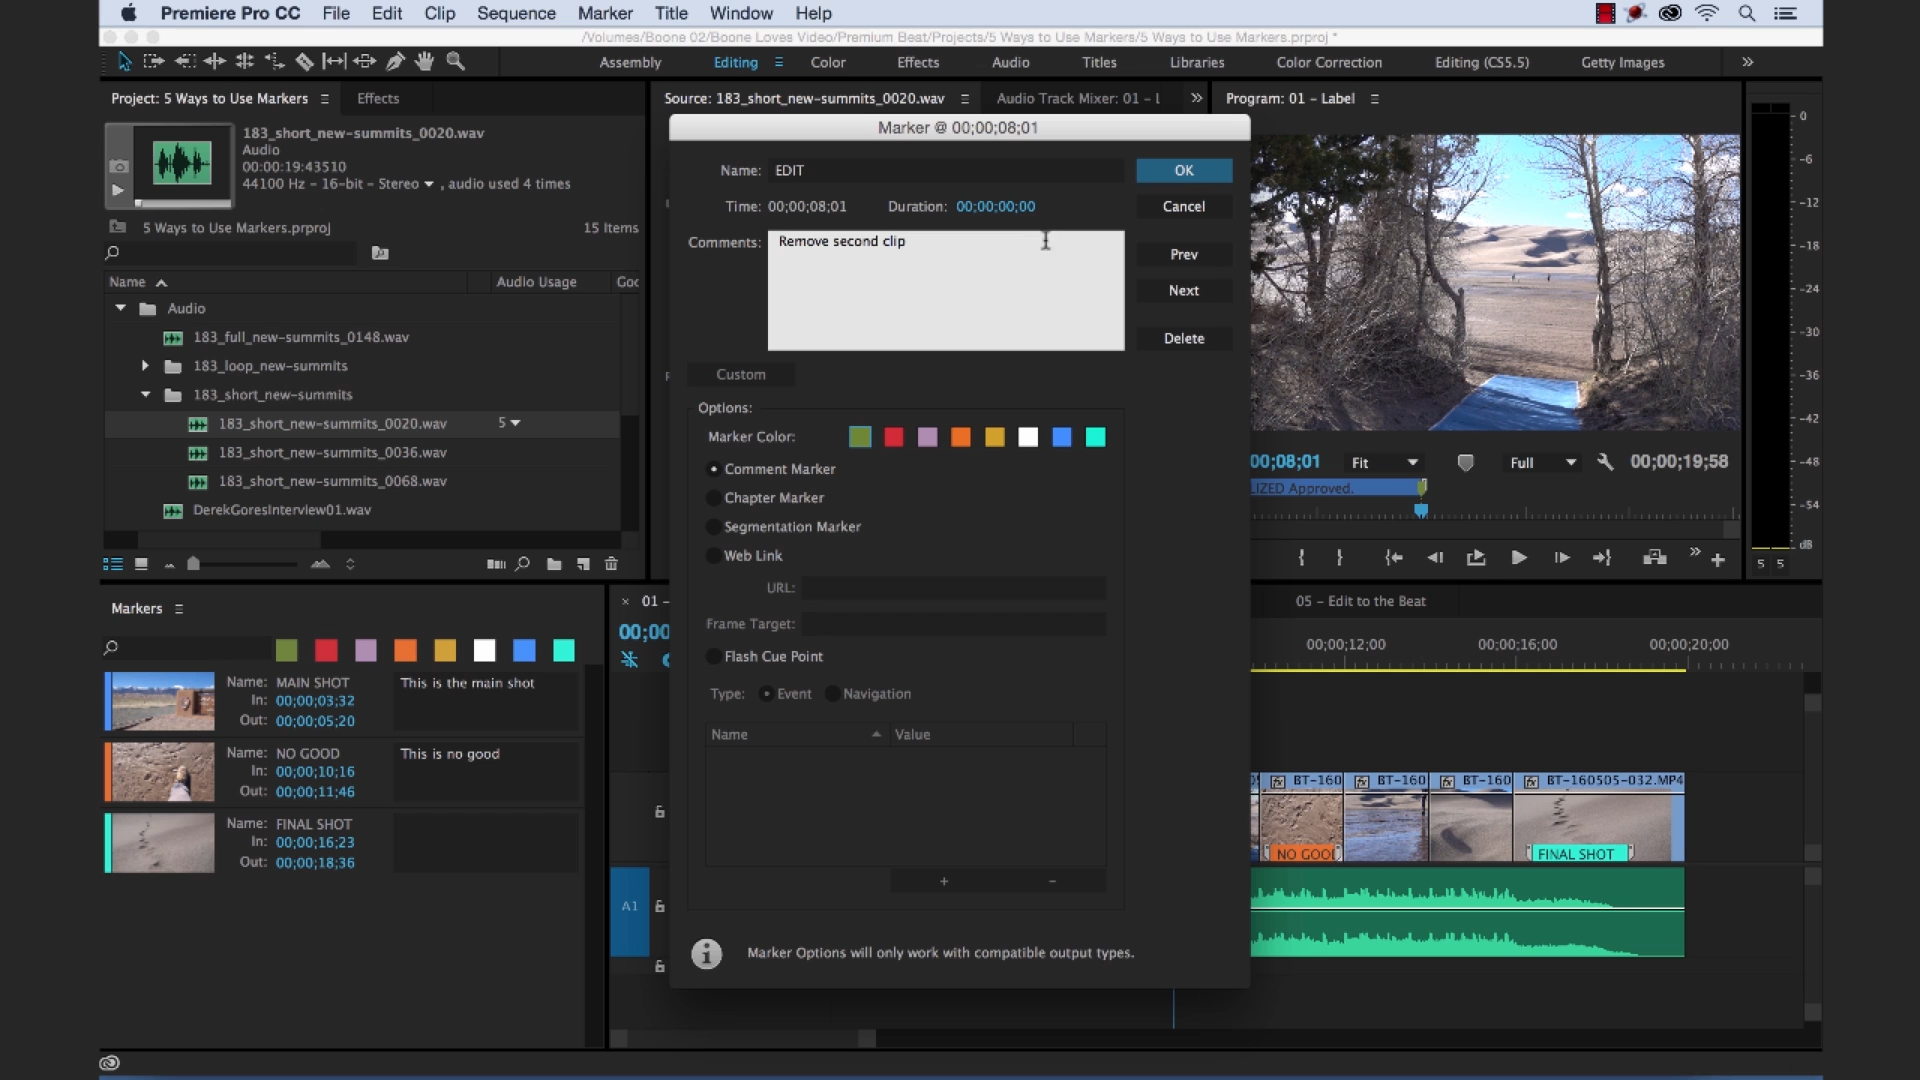 Premiere Pro CC File Edit Clip Sequence Marker Title Window Help
/Volumes/Boone 02/Boone Loves Video/Premium Beat/Projects/5 Ways to Use Markers/5 Ways to Use Markers.prproj *
Assembly Editing Color Effects Audio Titles Libraries Color Correction Editing (CS5.5) Getty Images
Project: 5 Ways to Use Markers Effects
183_short_new-summits_0020.wav
Audio
00:00:19:43510
44100 Hz - 16-bit - Stereo , audio used 4 times
5 Ways to Use Markers.prproj 15 Items
Name Audio Usage
Audio
183_full_new-summits_0148.wav
183_loop_new-summits
183_short_new-summits
183_short_new-summits_0020.wav 5
183_short_new-summits_0036.wav
183_short_new-summits_0068.wav
DerekGoresInterview01.wav
Source: 183_short_new-summits_0020.wav Audio Track Mixer: 01 -
Program: 01 - Label
Marker @ 00;00;08;01
Name: EDIT OK
Time: 00;00;08;01 Duration: 00;00;00;00 Cancel
Comments: Remove second clip
Prev
Next
Delete
Custom
Options:
Marker Color:
Comment Marker
Chapter Marker
Segmentation Marker
Web Link
URL:
Frame Target:
Flash Cue Point
Type: Event Navigation
Name Value
+ -
Marker Options will only work with compatible output types.
00;08;01 Fit Full 00;00;19;58
IZED Approved.
0
-6
-12
-18
-24
-30
-36
-42
-48
-54
dB
5 5
Markers
Name: MAIN SHOT This is the main shot
In: 00;00;03;32
Out: 00;00;05;20
Name: NO GOOD This is no good
In: 00;00;10;16
Out: 00;00;11;46
Name: FINAL SHOT
In: 00;00;16;23
Out: 00;00;18;36
× 01 - 05 - Edit to the Beat
00;00 00;00;12;00 00;00;16;00 00;00;20;00
fx BT-160 fx BT-160 fx BT-160 fx BT-160505-032.MP4
NO GOO FINAL SHOT
A1